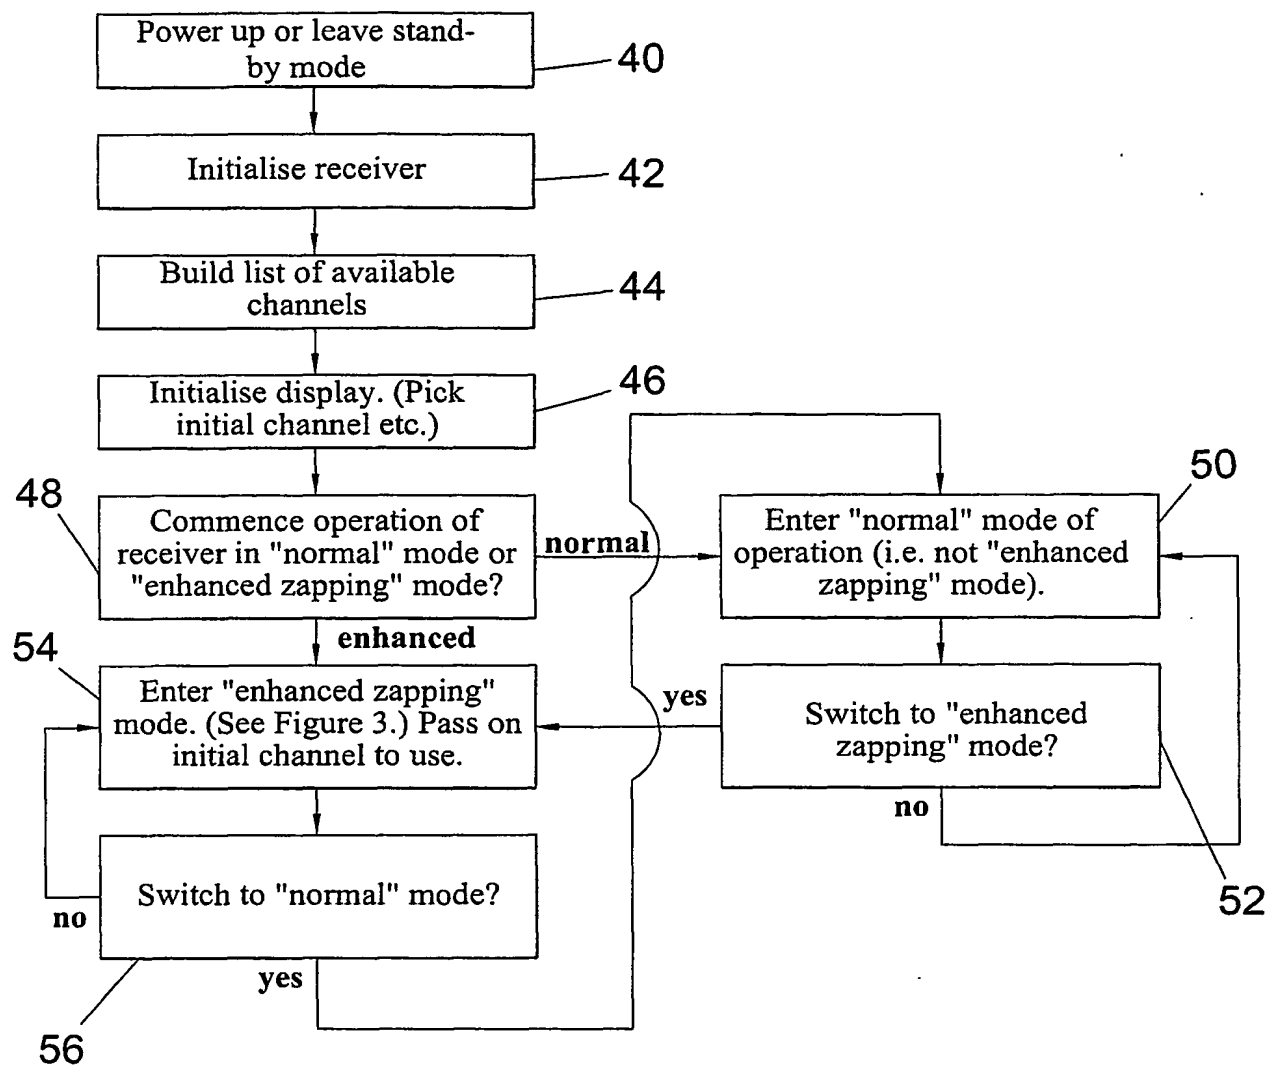 Power up or leave stand-
by mode
40
Initialise receiver
42
Build list of available
channels
44
Initialise display. (Pick
initial channel etc.)
46
48
Commence operation of
receiver in "normal" mode or
"enhanced zapping" mode?
normal
enhanced
50
Enter "normal" mode of
operation (i.e. not "enhanced
zapping" mode).
54
Enter "enhanced zapping"
mode. (See Figure 3.) Pass on
initial channel to use.
yes
Switch to "enhanced
zapping" mode?
no
52
Switch to "normal" mode?
no
yes
56